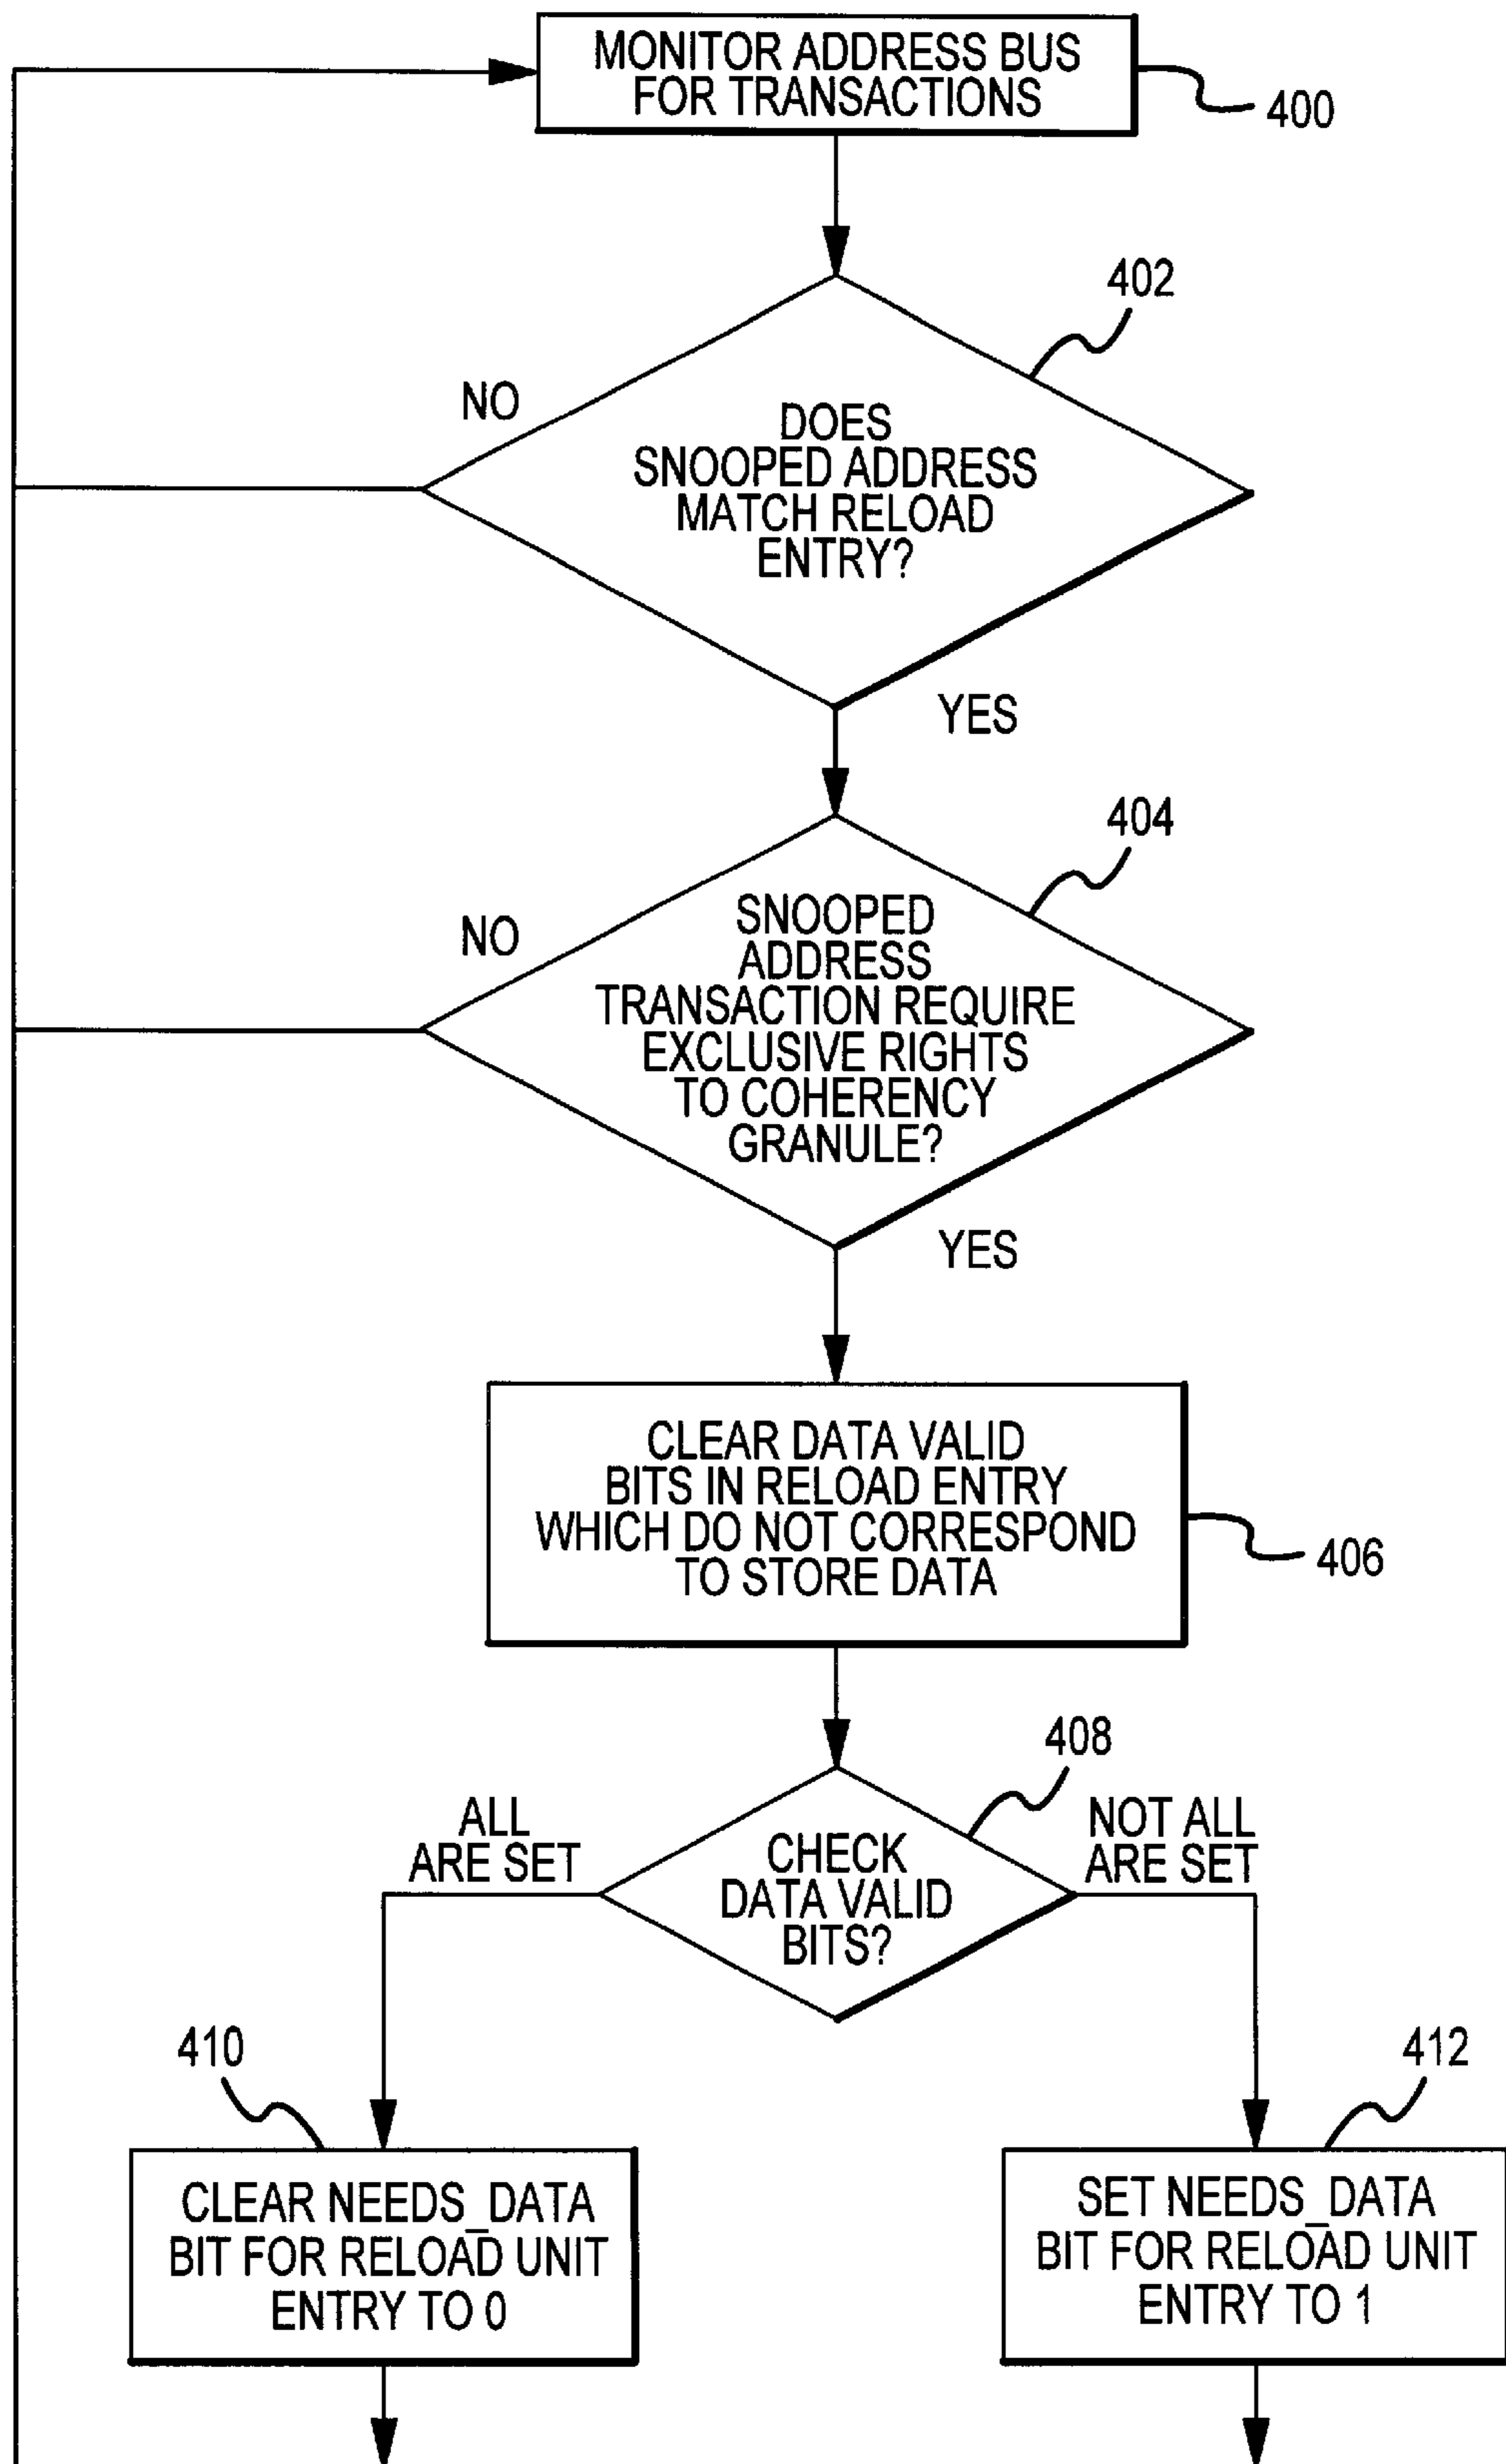 MONITOR ADDRESS BUS
FOR TRANSACTIONS
400
402
NO
DOES
SNOOPED ADDRESS
MATCH RELOAD
ENTRY?
YES
404
NO
SNOOPED
ADDRESS
TRANSACTION REQUIRE
EXCLUSIVE RIGHTS
TO COHERENCY
GRANULE?
YES
CLEAR DATA VALID
BITS IN RELOAD ENTRY
WHICH DO NOT CORRESPOND
TO STORE DATA
406
408
ALL
ARE SET
CHECK
DATA VALID
BITS?
NOT ALL
ARE SET
410
412
CLEAR NEEDS_DATA
BIT FOR RELOAD UNIT
ENTRY TO 0
SET NEEDS_DATA
BIT FOR RELOAD UNIT
ENTRY TO 1